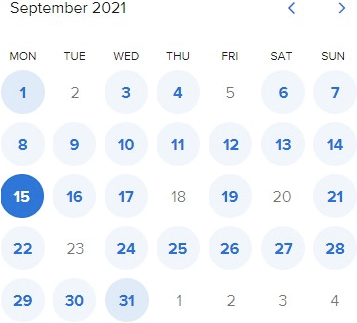 September 2021 < >
MON TUE WED THU FRI SAT SUN
1 2 3 4 5 6 7
8 9 10 11 12 13 14
15 16 17 18 19 20 21
22 23 24 25 26 27 28
29 30 31 1 2 3 4